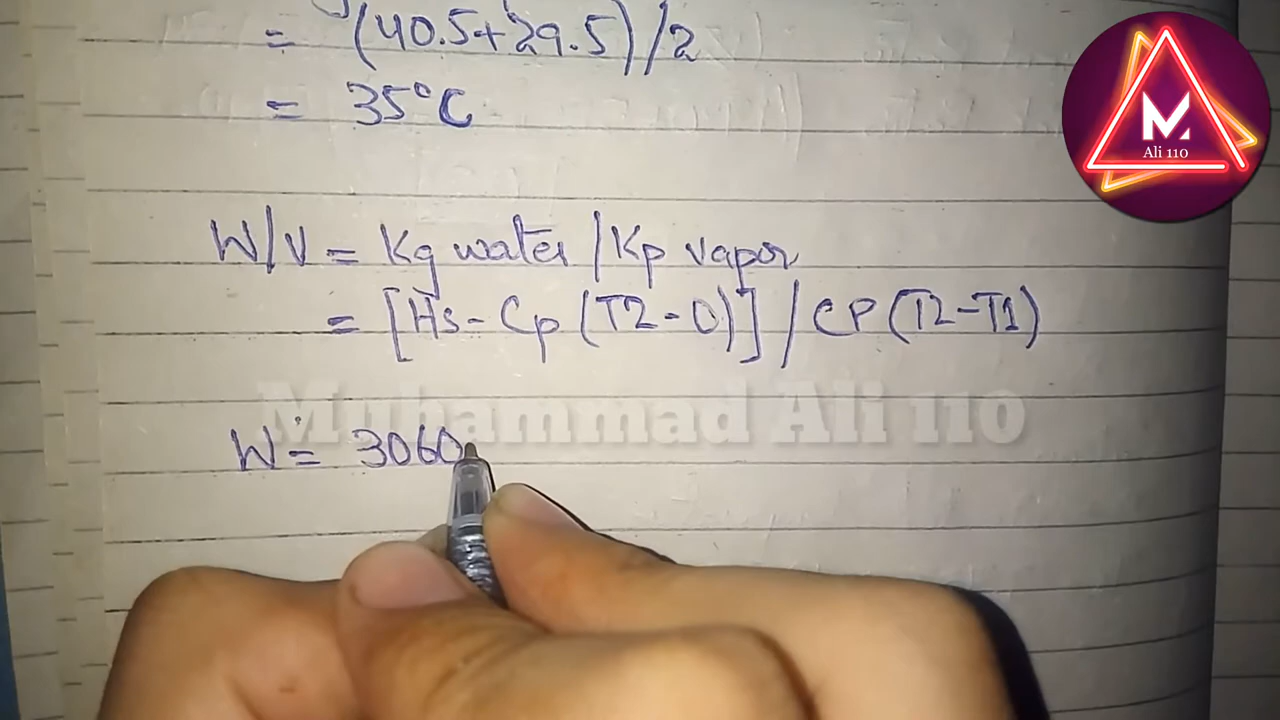 = (40.5+29.5)/2
= 35°C
M
Ali 110
W/V = Kg water / Kp vapor
= [Hs - Cp (T2 - 0)] / CP (T2-T1)
Muhammad Ali 110
W = 3060